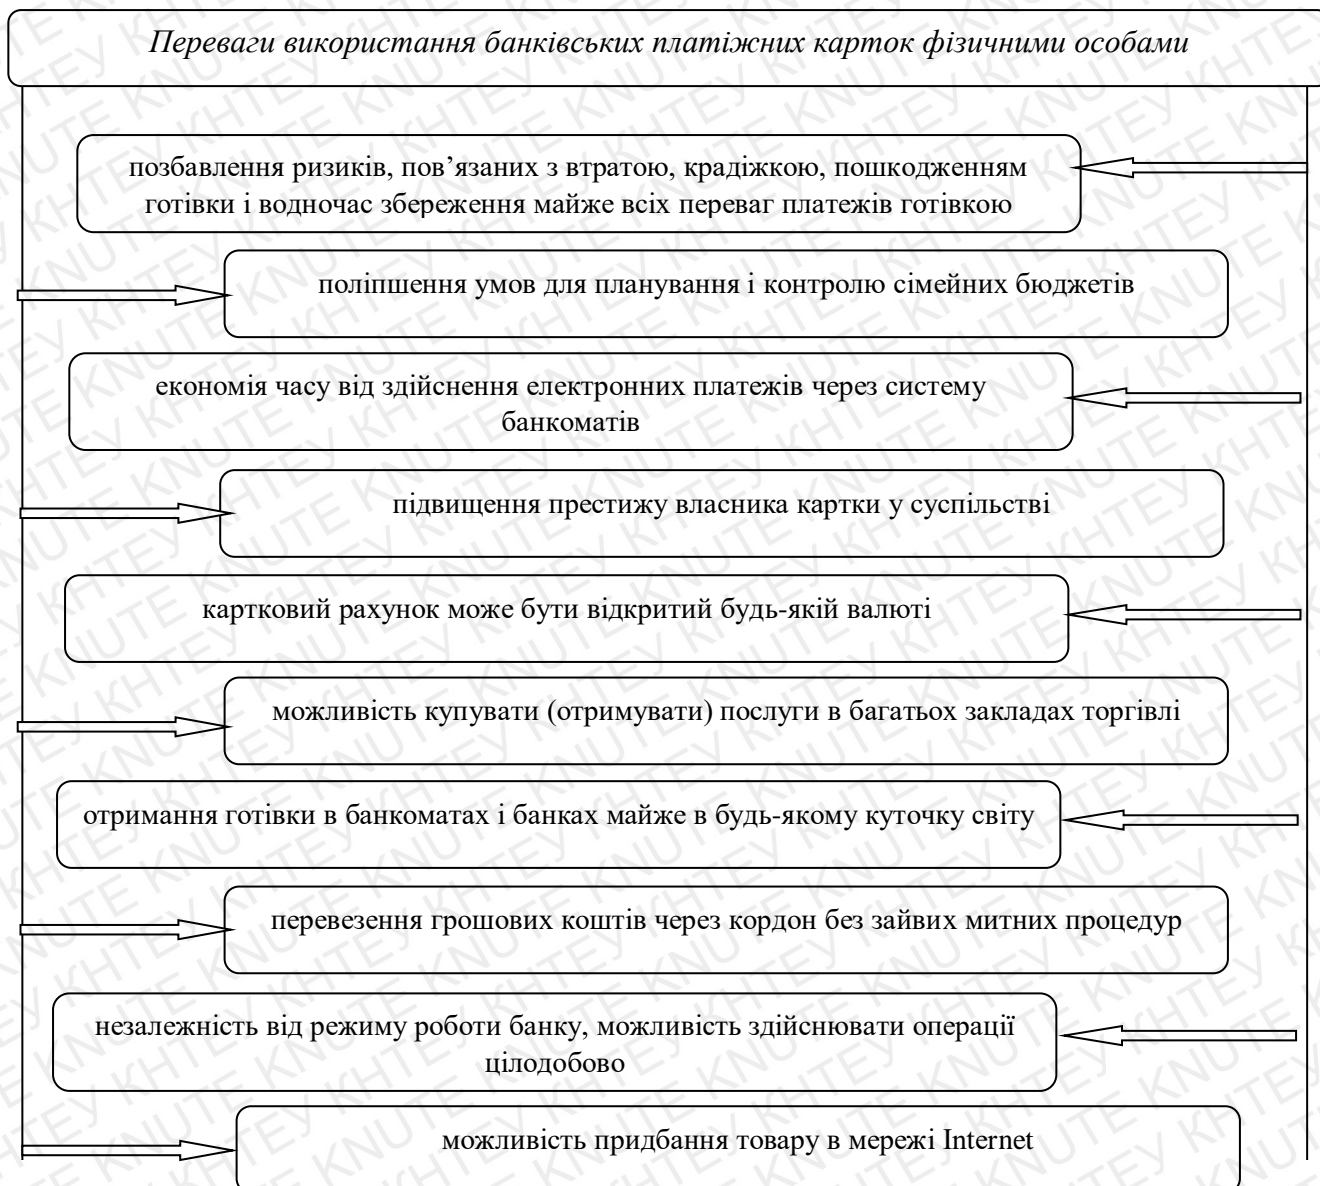 Переваги використання банківських платіжних карток фізичними особами
позбавлення ризиків, пов’язаних з втратою, крадіжкою, пошкодженням
готівки і водночас збереження майже всіх переваг платежів готівкою
поліпшення умов для планування і контролю сімейних бюджетів
економія часу від здійснення електронних платежів через систему
банкоматів
підвищення престижу власника картки у суспільстві
картковий рахунок може бути відкритий будь-якій валюті
можливість купувати (отримувати) послуги в багатьох закладах торгівлі
отримання готівки в банкоматах і банках майже в будь-якому куточку світу
перевезення грошових коштів через кордон без зайвих митних процедур
незалежність від режиму роботи банку, можливість здійснювати операції
цілодобово
можливість придбання товару в мережі Internet